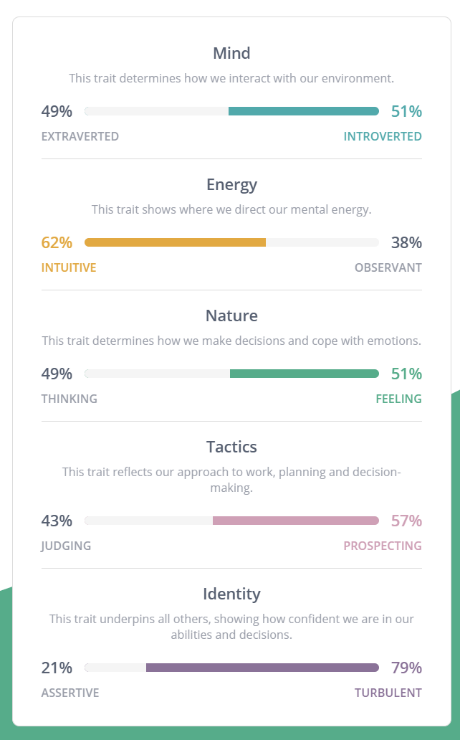 Mind
This trait determines how we interact with our environment.
49% 51%
EXTRAVERTED INTROVERTED
Energy
This trait shows where we direct our mental energy.
62% 38%
INTUITIVE OBSERVANT
Nature
This trait determines how we make decisions and cope with emotions.
49% 51%
THINKING FEELING
Tactics
This trait reflects our approach to work, planning and decision-
making.
43% 57%
JUDGING PROSPECTING
Identity
This trait underpins all others, showing how confident we are in our
abilities and decisions.
21% 79%
ASSERTIVE TURBULENT